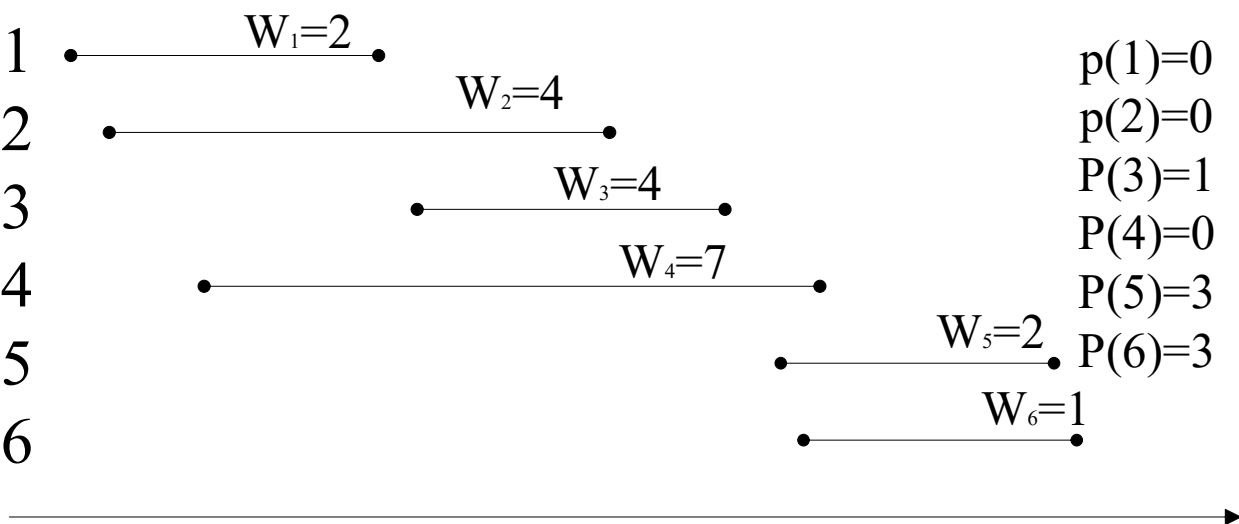 1 W₁=2 p(1)=0
2 W₂=4 p(2)=0
3 W₃=4 P(3)=1
4 W₄=7 P(4)=0
5 W₅=2 P(5)=3
6 W₆=1 P(6)=3